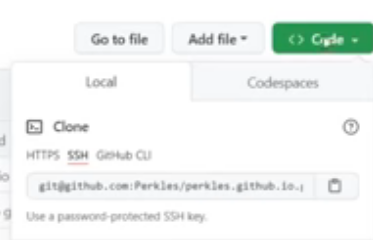 Go to file Add file <> Code
Local Codespaces
Clone
HTTPS SSH GitHub CLI
git@github.com:Perkles/perkles.github.io.
Use a password-protected SSH key.